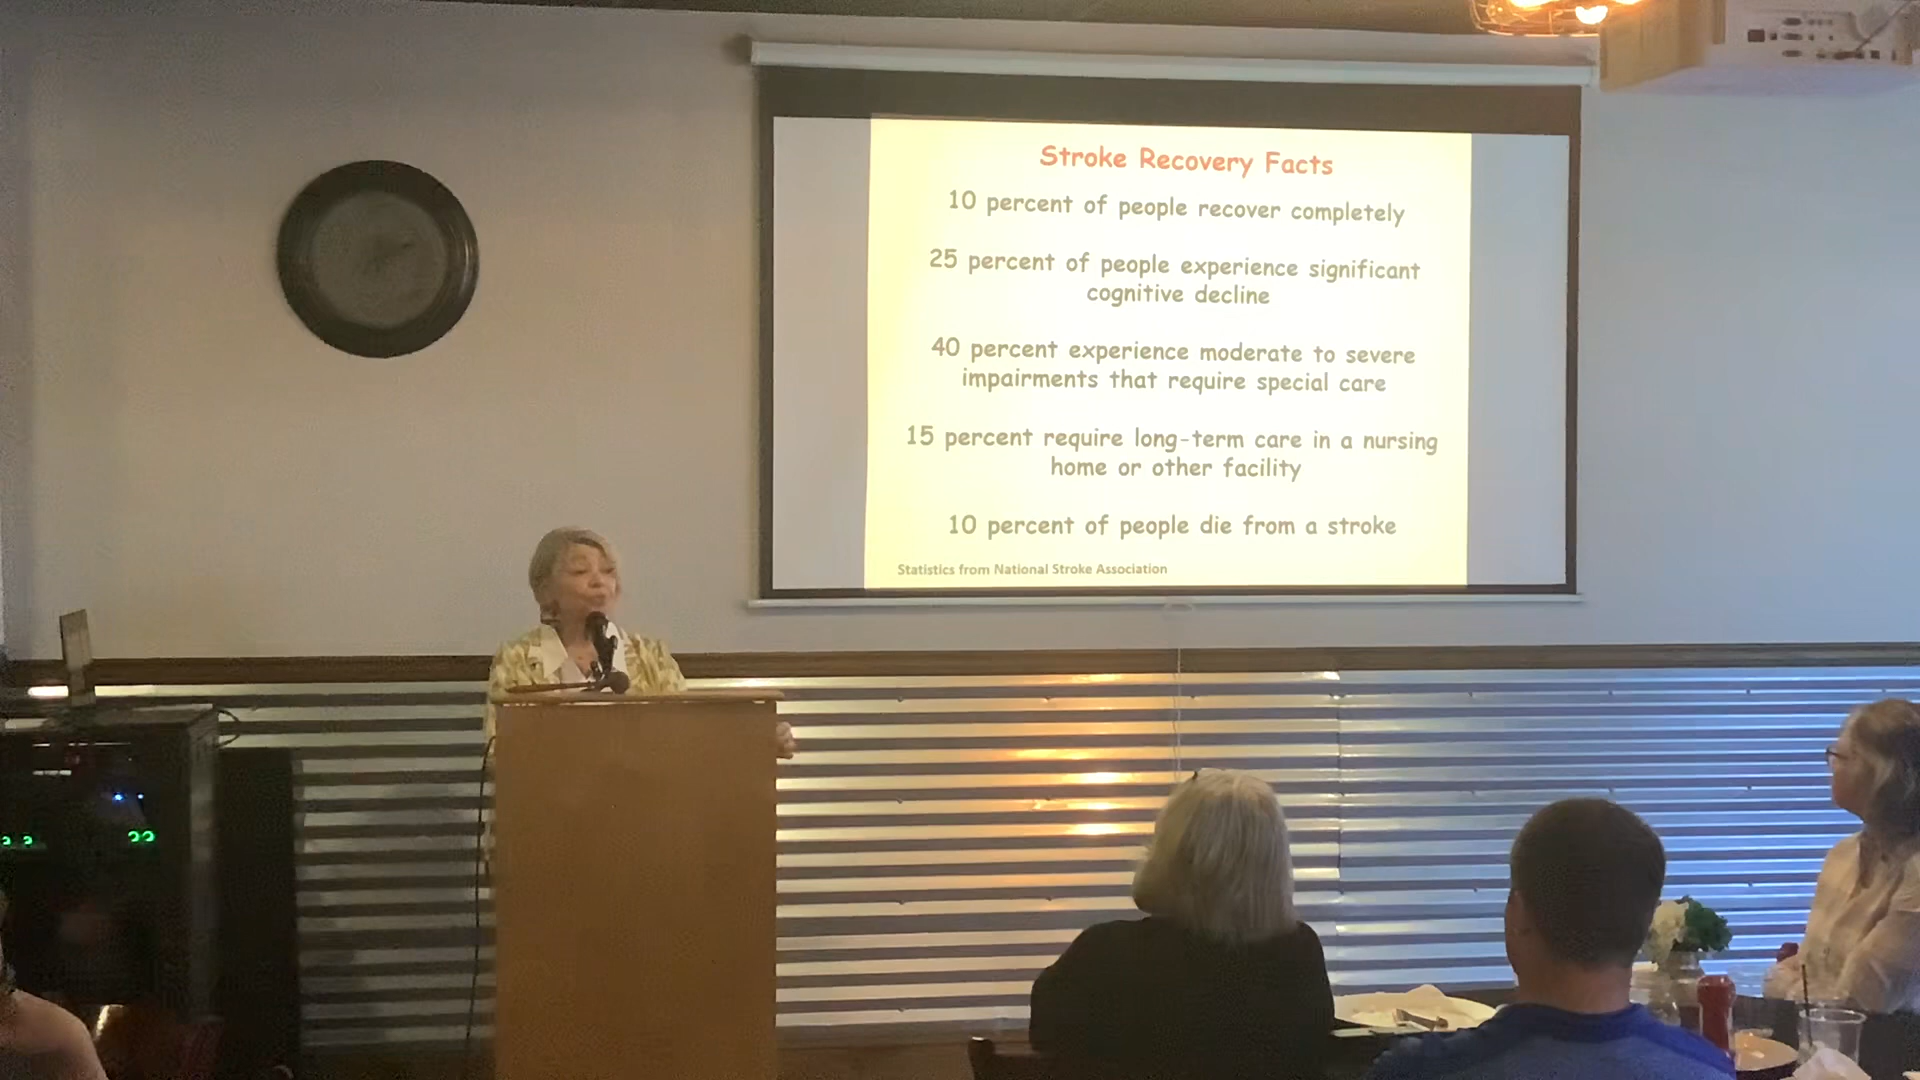 Stroke Recovery Facts
10 percent of people recover completely
25 percent of people experience significant
cognitive decline
40 percent experience moderate to severe
impairments that require special care
15 percent require long-term care in a nursing
home or other facility
10 percent of people die from a stroke
Statistics from National Stroke Association